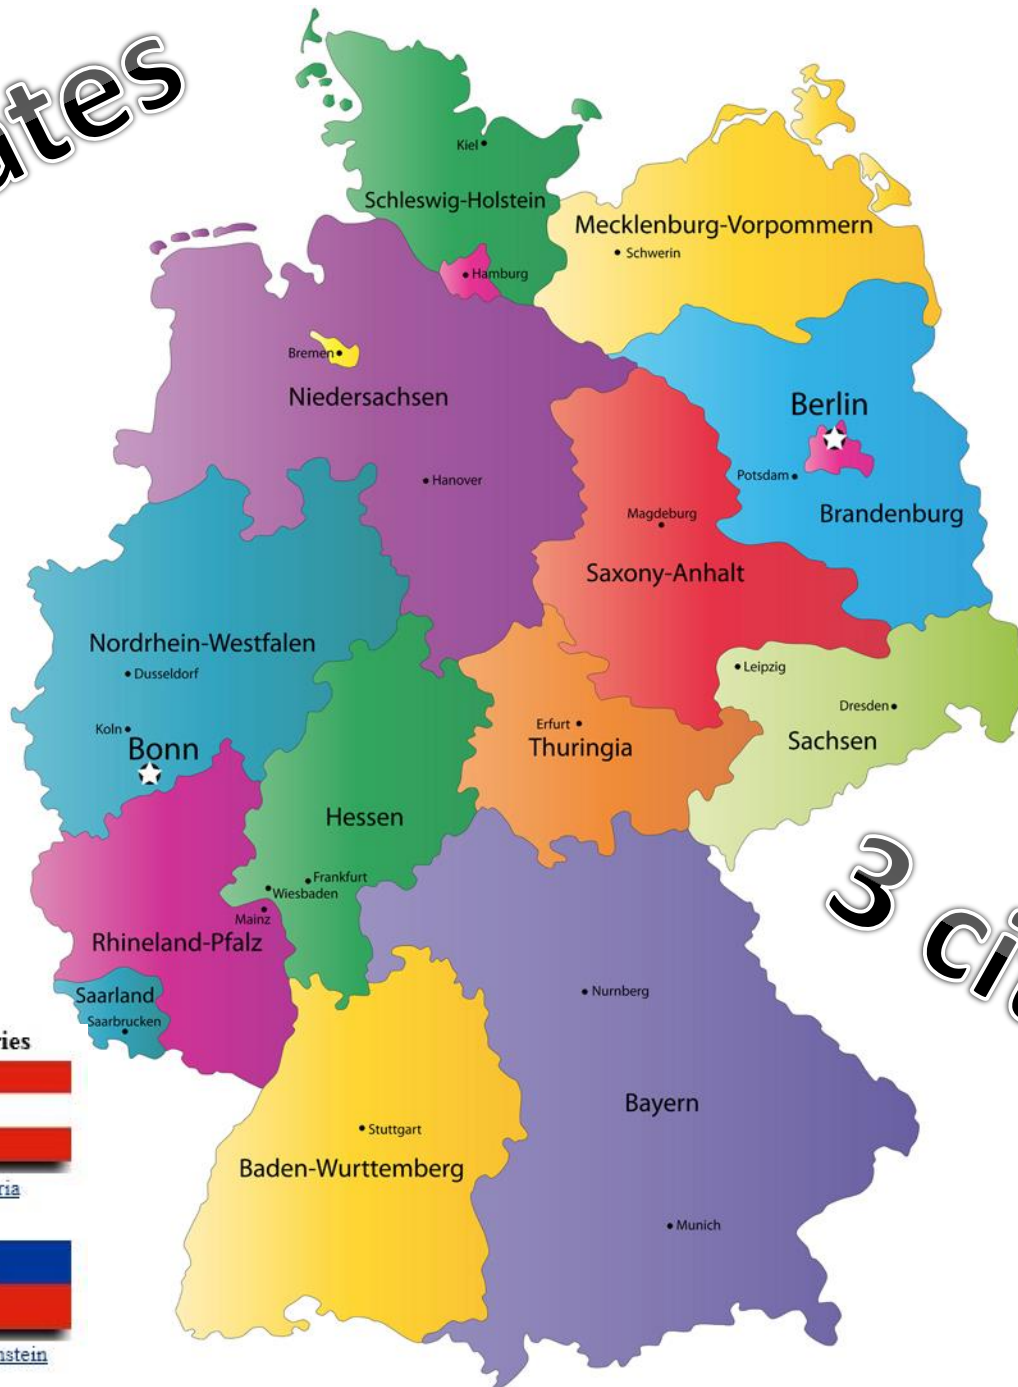 ates
Kiel
Schleswig-Holstein
Mecklenburg-Vorpommern
Schwerin
Hamburg
Bremen
Niedersachsen
Berlin
Hanover
Potsdam
Magdeburg
Brandenburg
Saxony-Anhalt
Nordrhein-Westfalen
Dusseldorf
Leipzig
Koln
Bonn
Erfurt
Thuringia
Dresden
Sachsen
Hessen
Frankfurt
Wiesbaden
Mainz
Rhineland-Pfalz
3 ci
Saarland
Saarbrucken
Nurnberg
ries
Bayern
Stuttgart
Baden-Wurttemberg
ria
Munich
nstein